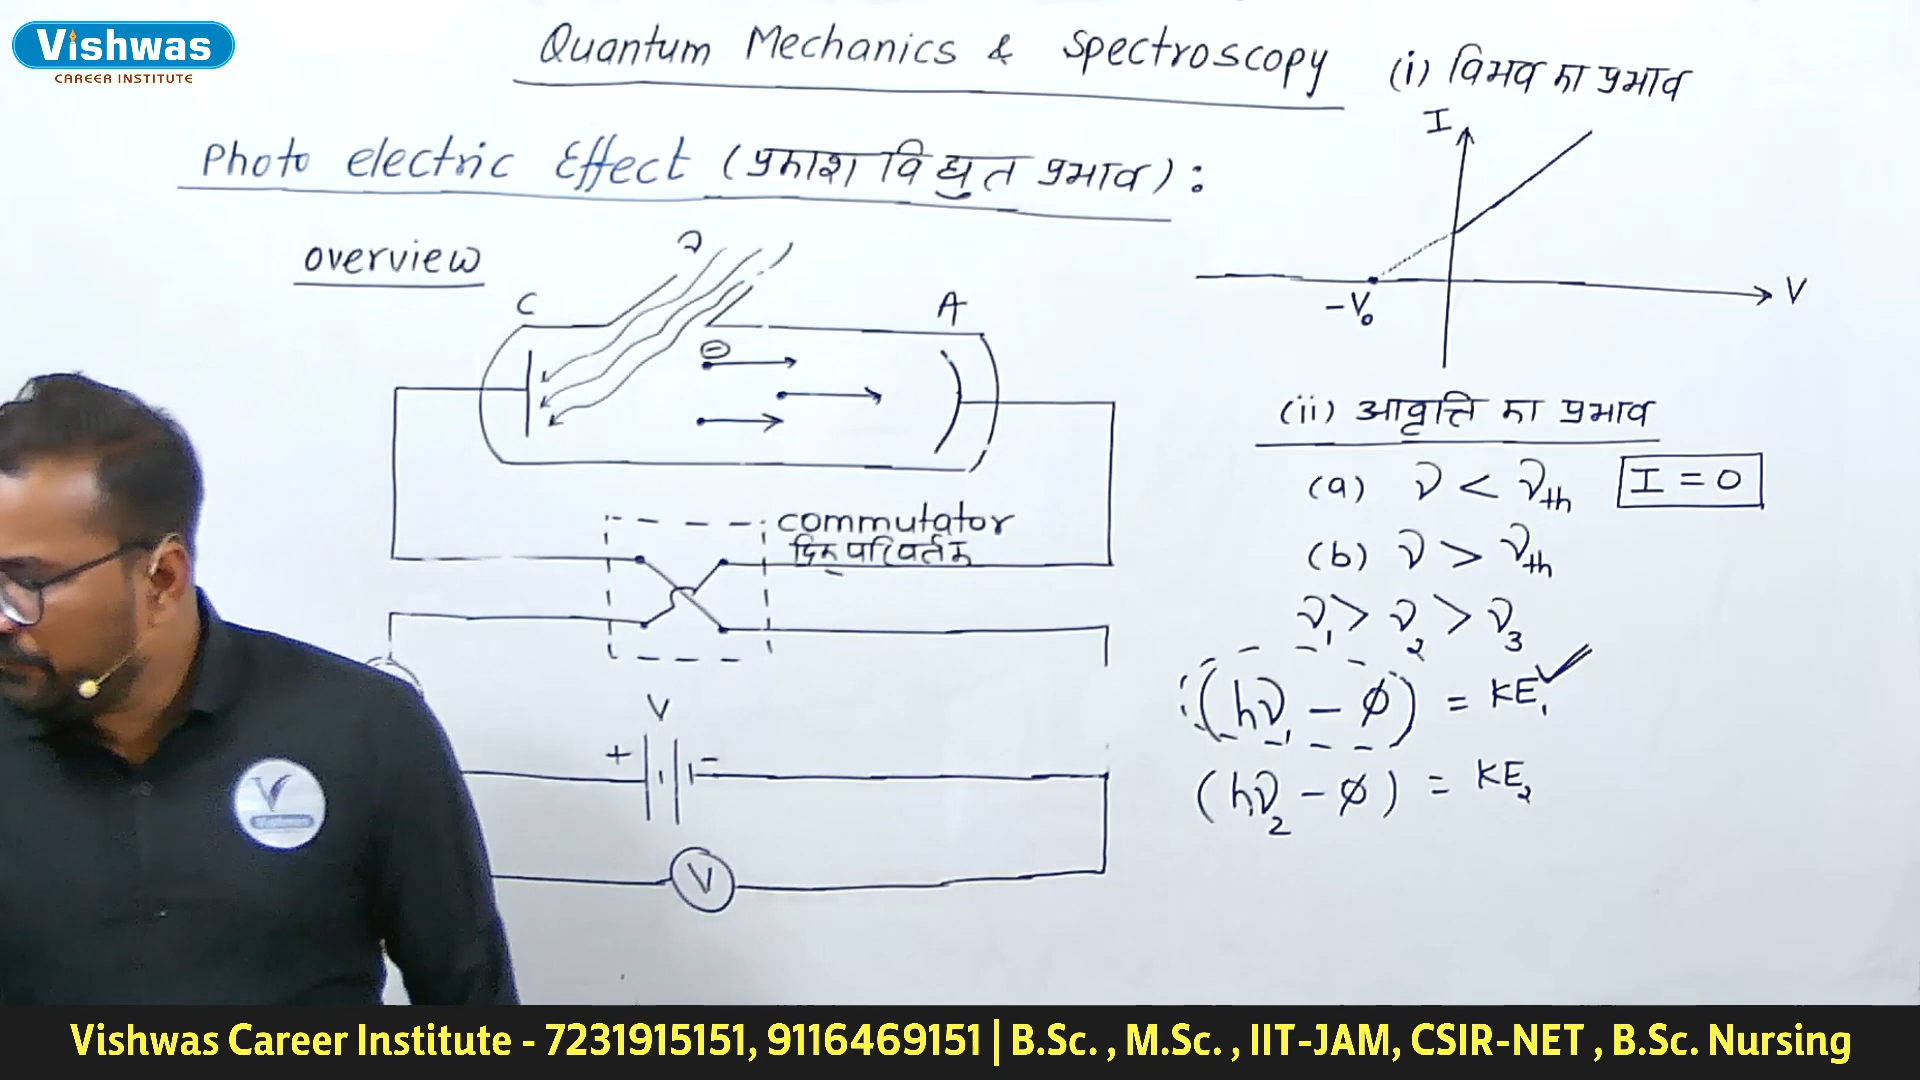 Vishwas
CAREER INSTITUTE
Quantum Mechanics & Spectroscopy
Photo electric Effect (प्रकाश विद्युत प्रभाव) :
overview
ν
C
A
⊖
commutator
दिक परिवर्तक
V
+ -
V
(i) विभव का प्रभाव
I
V
-V₀
(ii) आवृत्ति का प्रभाव
(a) ν < νth I = 0
(b) ν > νth
ν₁ > ν₂ > ν₃
(hν₁ - ϕ) = KE₁ ✓
(hν₂ - ϕ) = KE₂
Vishwas
Vishwas Career Institute - 7231915151, 9116469151 | B.Sc. , M.Sc. , IIT-JAM, CSIR-NET , B.Sc. Nursing